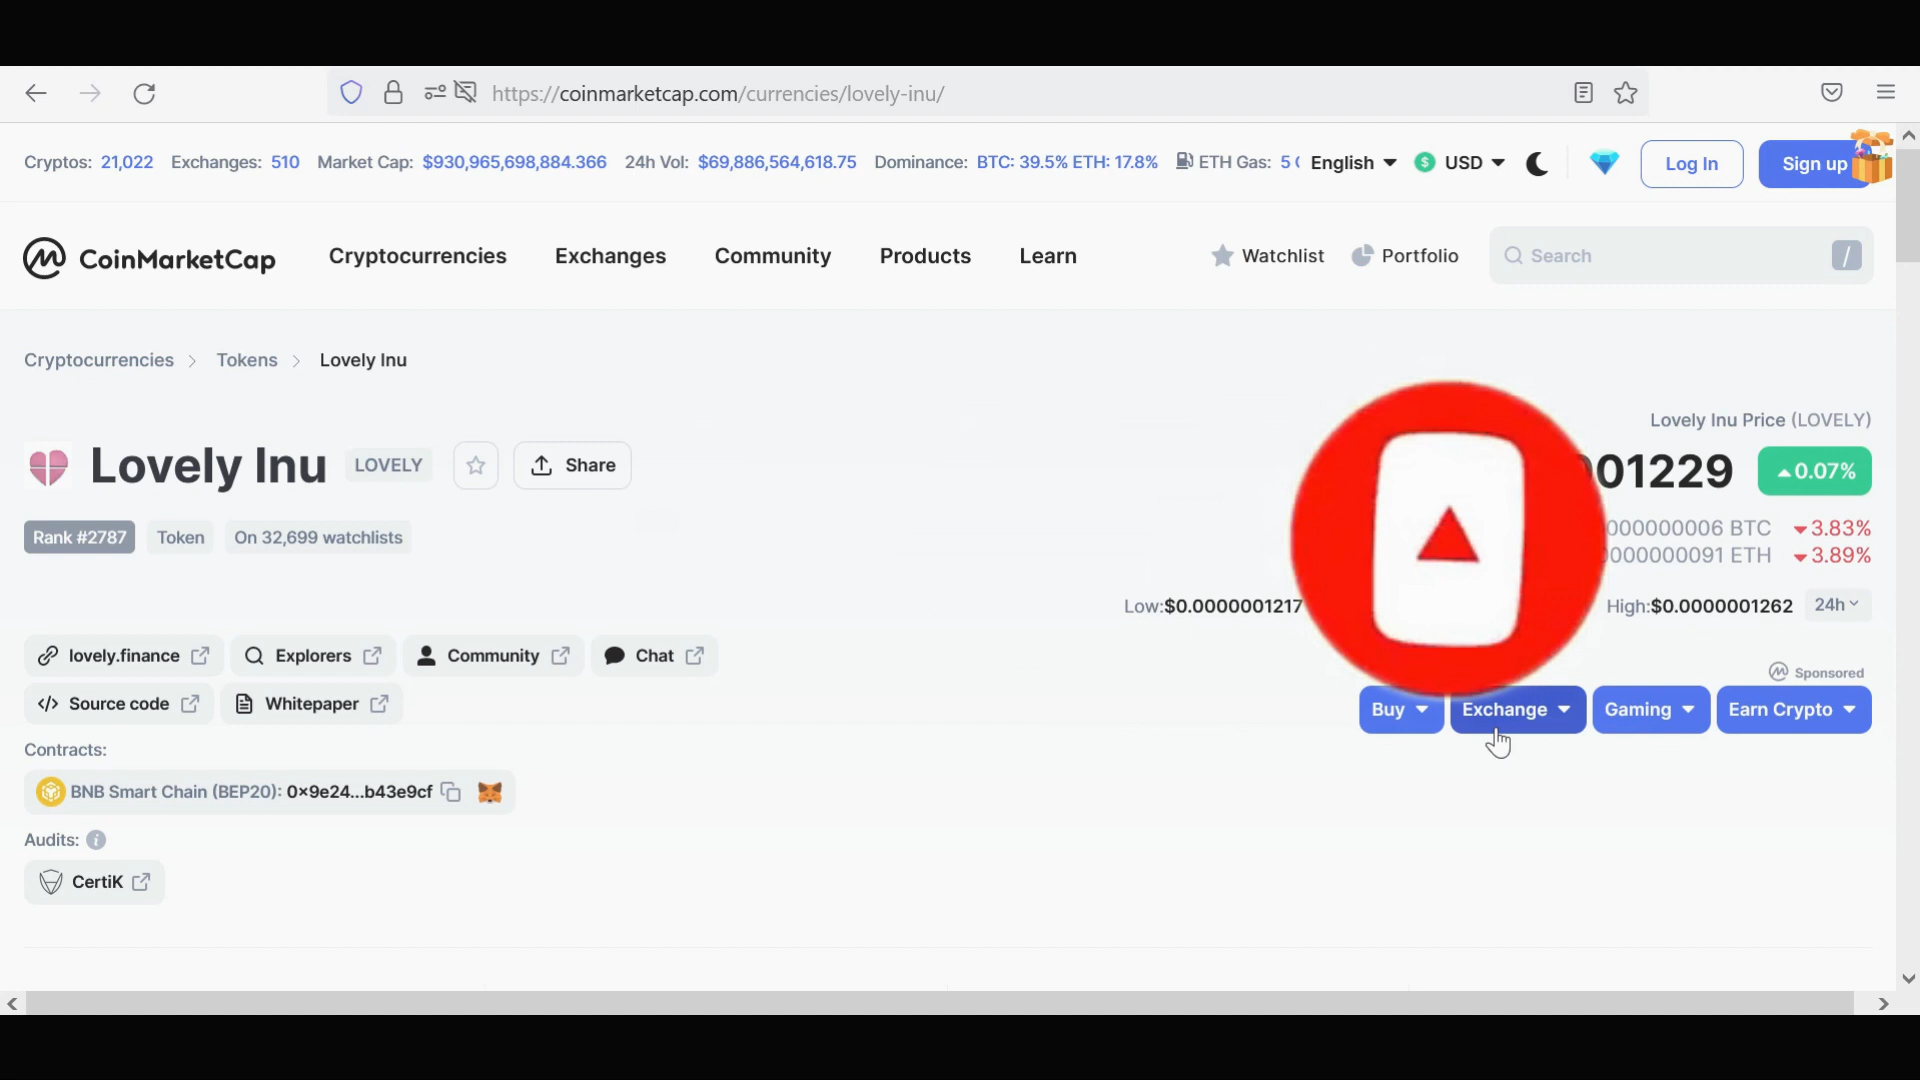 https://coinmarketcap.com/currencies/lovely-inu/
Cryptos: 21,022 Exchanges: 510 Market Cap: $930,965,698,884.366 24h Vol: $69,886,564,618.75 Dominance: BTC: 39.5% ETH: 17.8% ETH Gas: 5 English USD Log In Sign up
CoinMarketCap Cryptocurrencies Exchanges Community Products Learn Watchlist Portfolio Search /
Cryptocurrencies > Tokens > Lovely Inu
Lovely Inu Price (LOVELY)
Lovely Inu LOVELY Share 01229 0.07%
Rank #2787 Token On 32,699 watchlists
000000006 BTC 3.83%
0000000091 ETH 3.89%
Low:$0.0000001217 High:$0.0000001262 24h
lovely.finance Explorers Community Chat
Sponsored
Source code Whitepaper
Buy Exchange Gaming Earn Crypto
Contracts:
BNB Smart Chain (BEP20): 0×9e24...b43e9cf
Audits:
CertiK